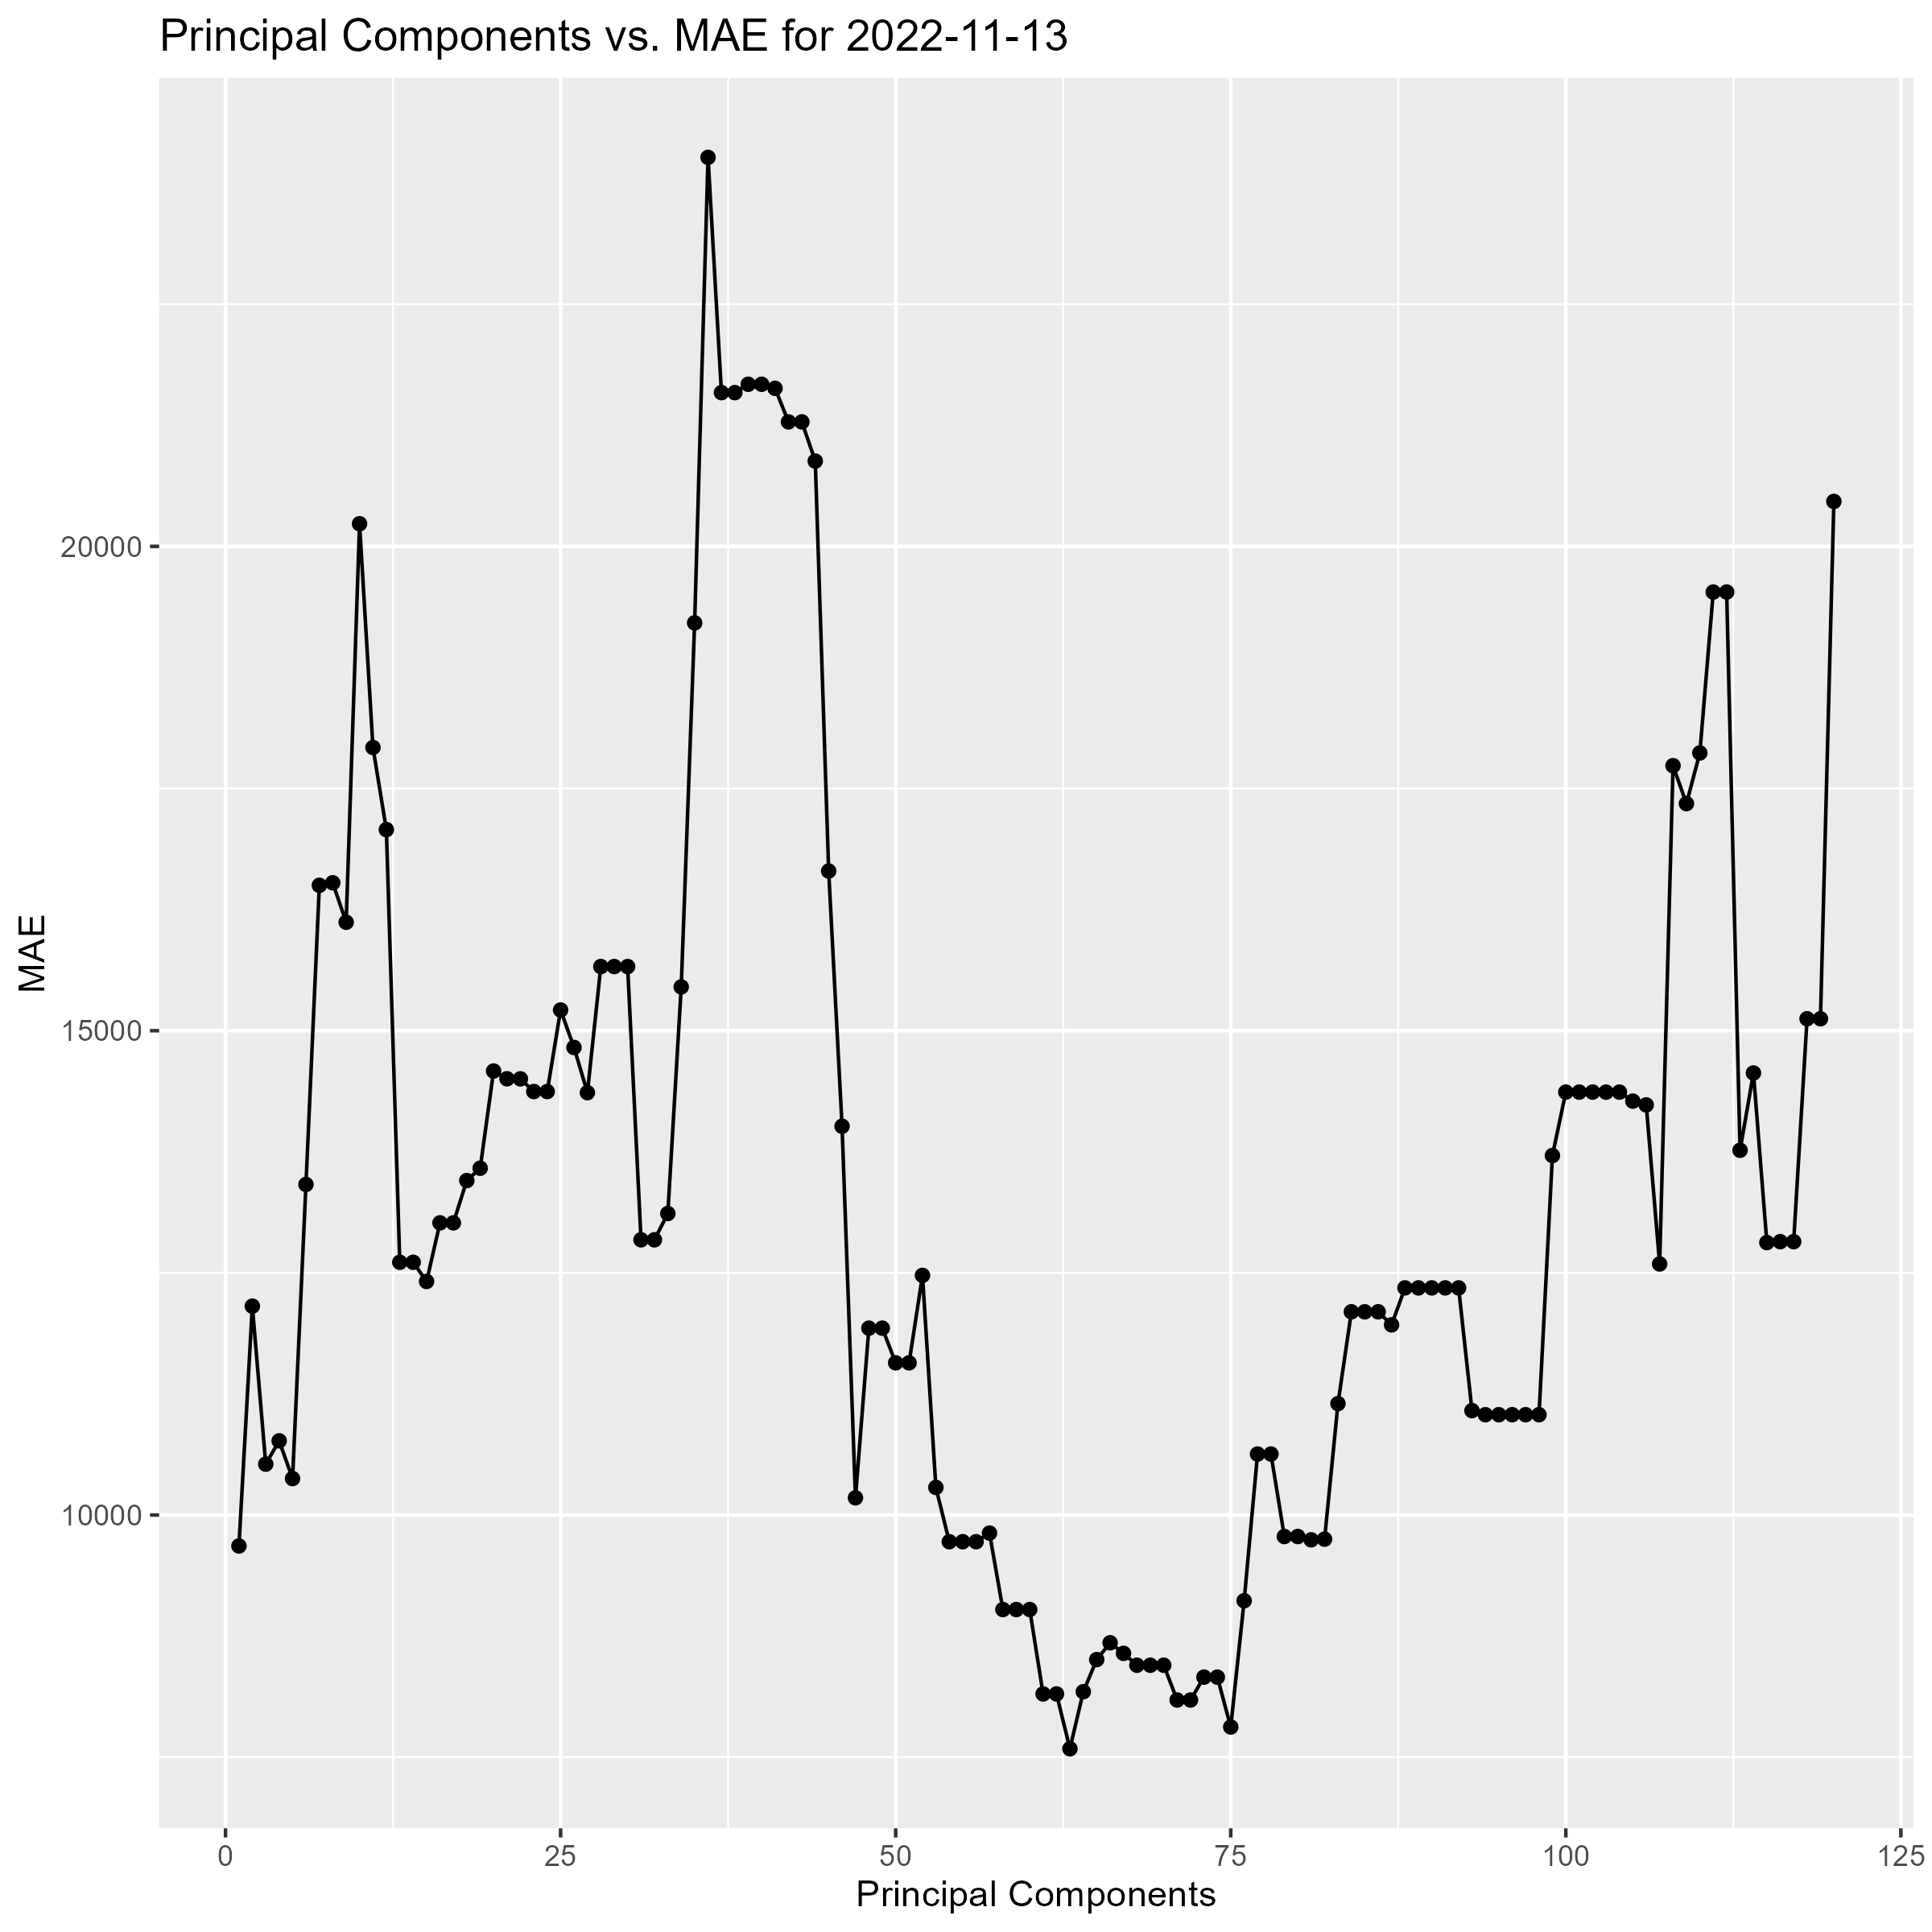 Principal Components vs. MAE for 2022-11-13
MAE
20000
15000
10000
0 25 50 75 100 125
Principal Components